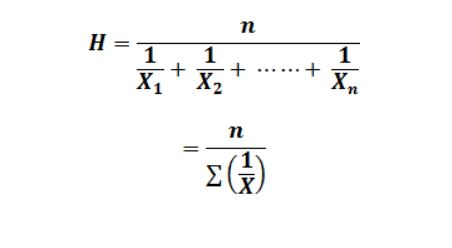 H = n / (1/X₁ + 1/X₂ + ⋯⋯ + 1/Xₙ)
= n / Σ(1/X)